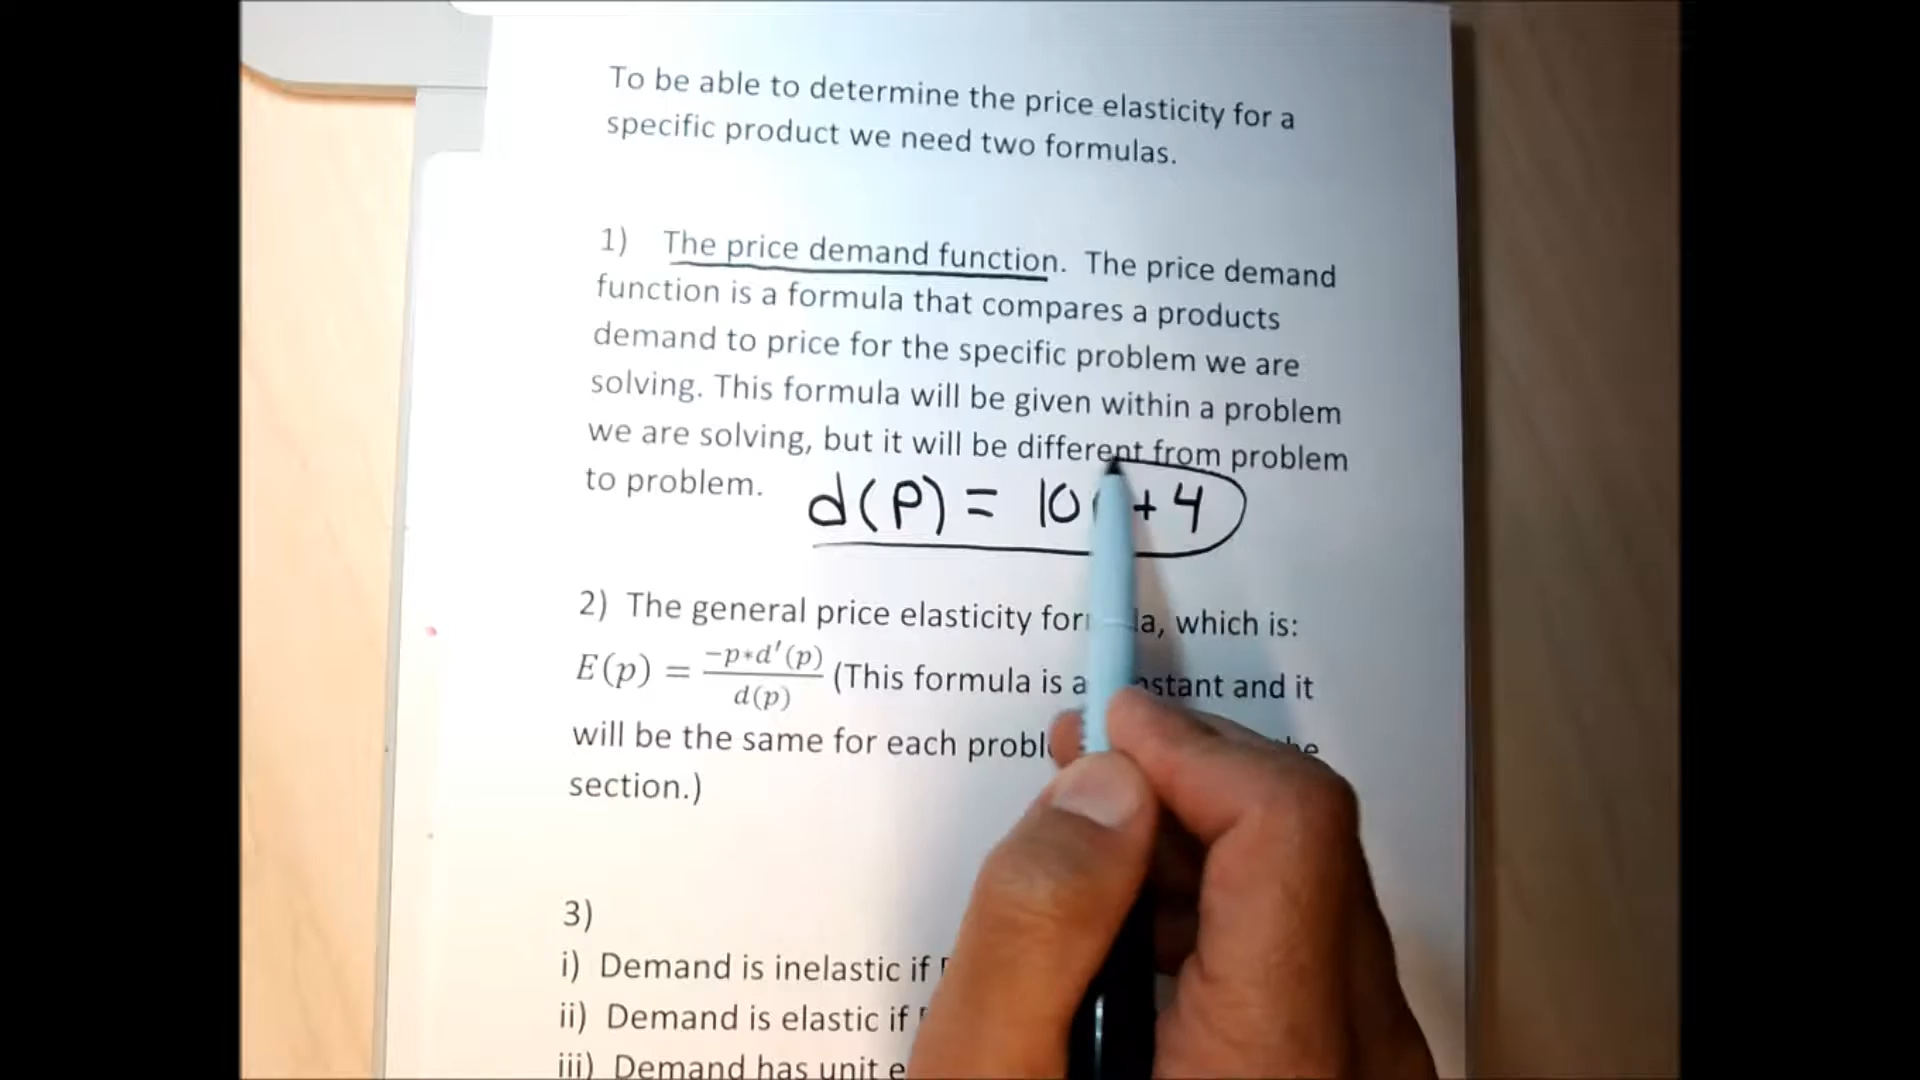 To be able to determine the price elasticity for a
specific product we need two formulas.
1) The price demand function. The price demand
function is a formula that compares a products
demand to price for the specific problem we are
solving. This formula will be given within a problem
we are solving, but it will be different from problem
to problem.
d(P) = 10 +4
2) The general price elasticity , which is:
E(p) = -p*d'(p) / d(p) (This formula is a and it
will be the same for each
section.)
3)
i) Demand is inelastic if
ii) Demand is elastic if
iii) Demand has unit